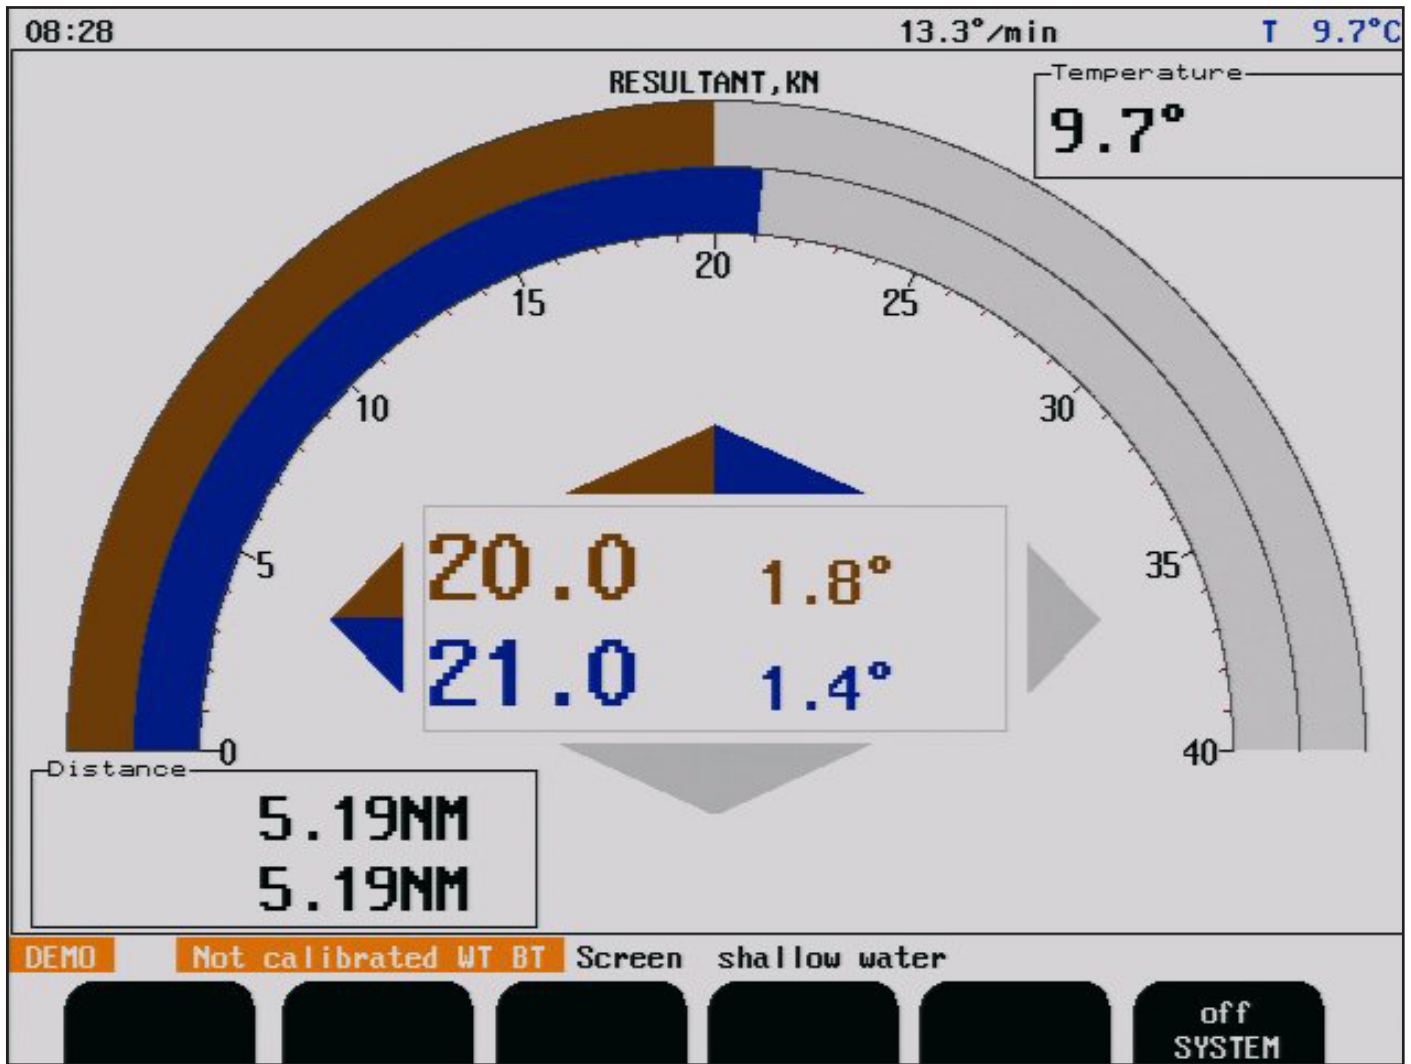 08:28 13.3°/min T 9.7°C
RESULTANT,KN
Temperature
9.7°
20
15 25
10 30
5 35
0 40
20.0 1.8°
21.0 1.4°
Distance
5.19NM
5.19NM
DEMO Not calibrated WT BT Screen shallow water
off
SYSTEM